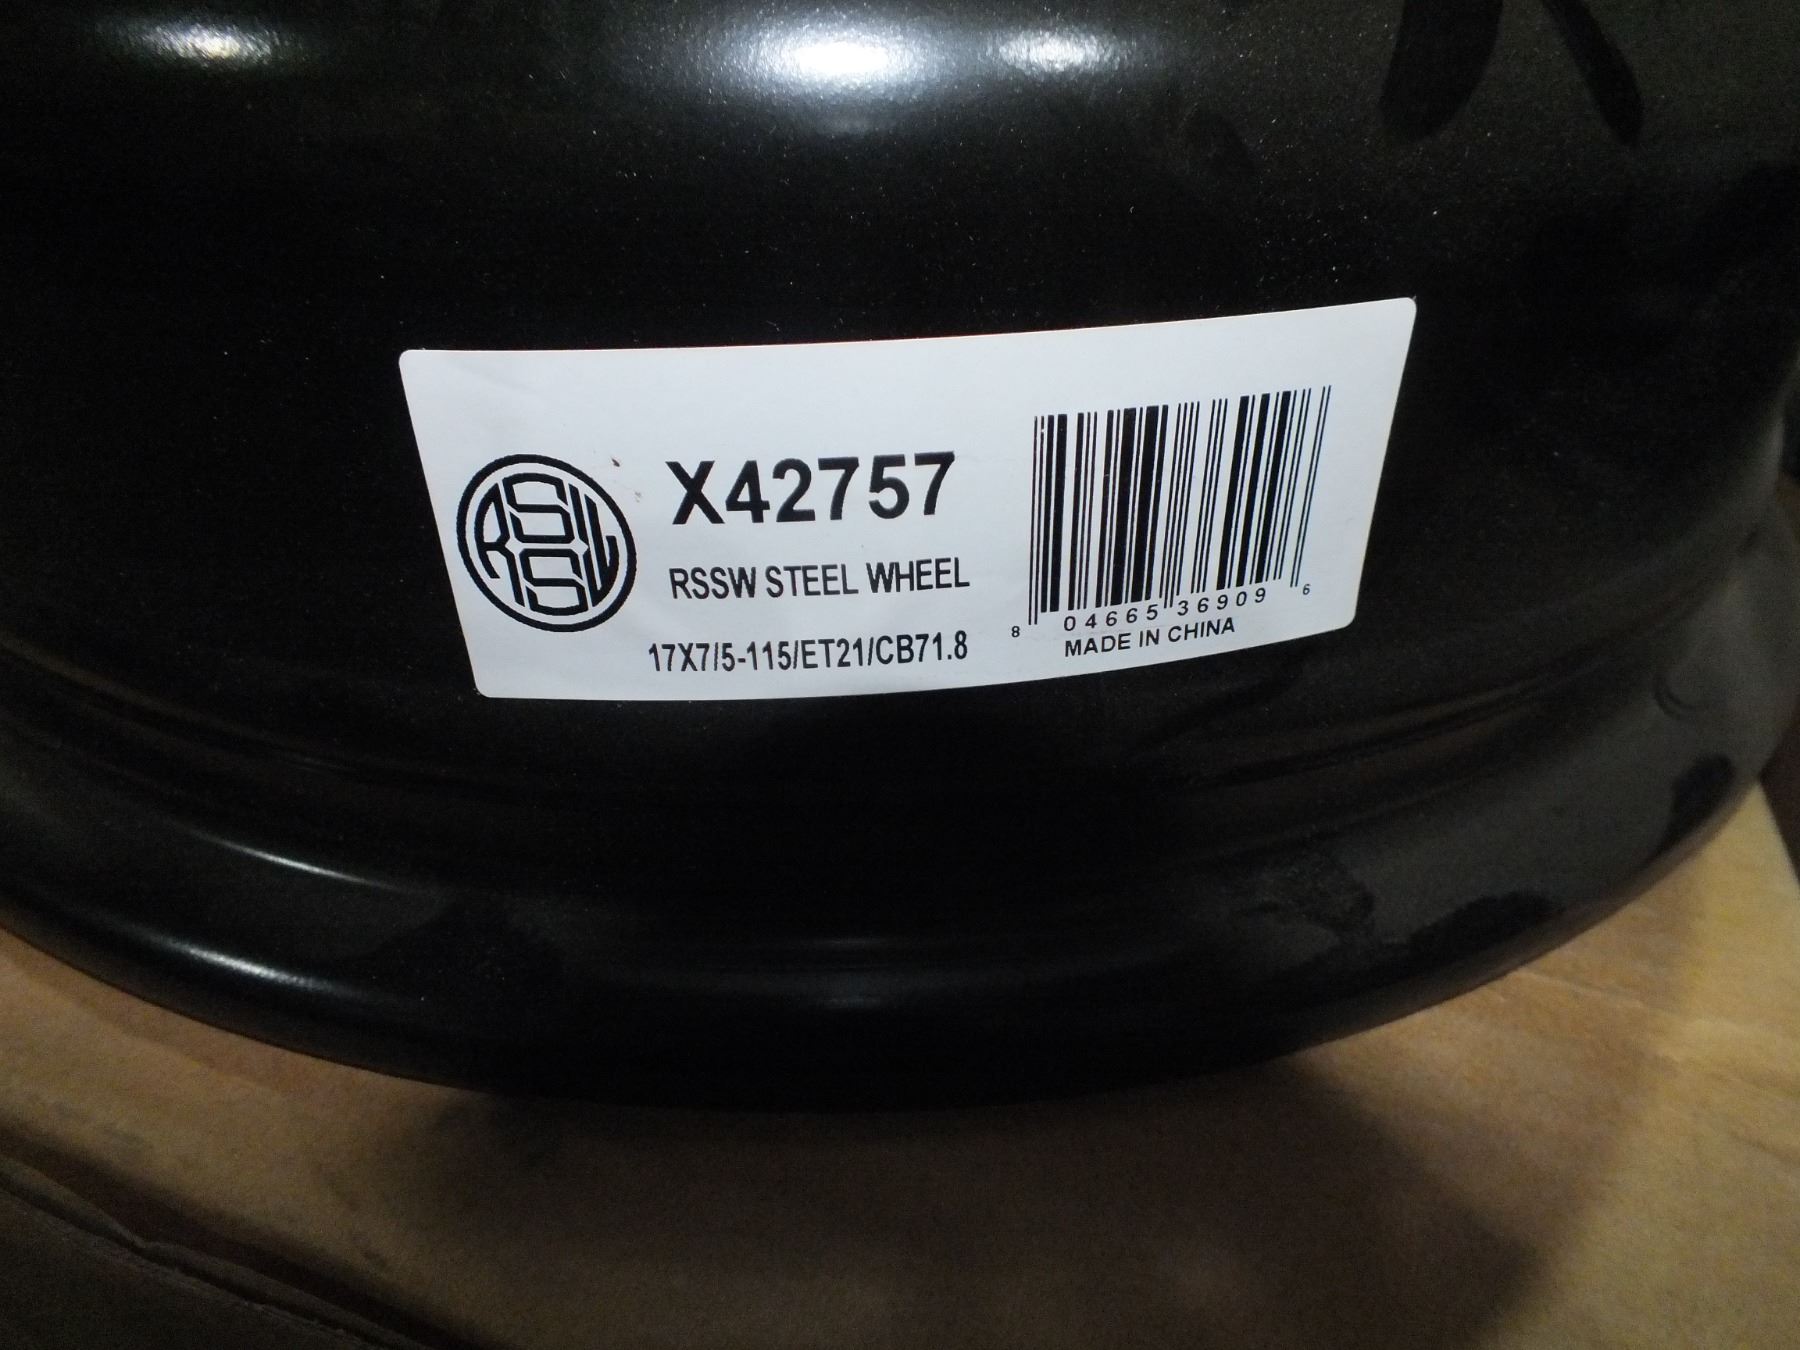 RSSW
X42757
RSSW STEEL WHEEL
17X7/5-115/ET21/CB71.8
8 04665 36909 6
MADE IN CHINA